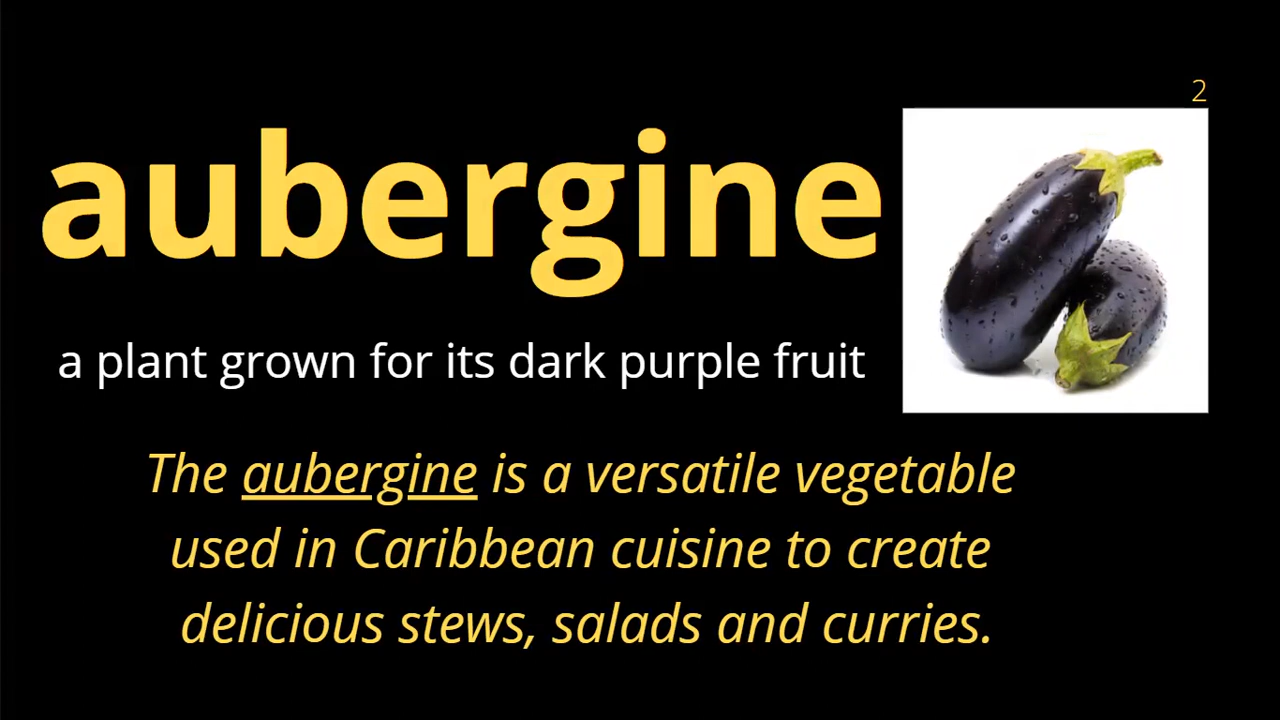 2
aubergine
a plant grown for its dark purple fruit
The aubergine is a versatile vegetable
used in Caribbean cuisine to create
delicious stews, salads and curries.